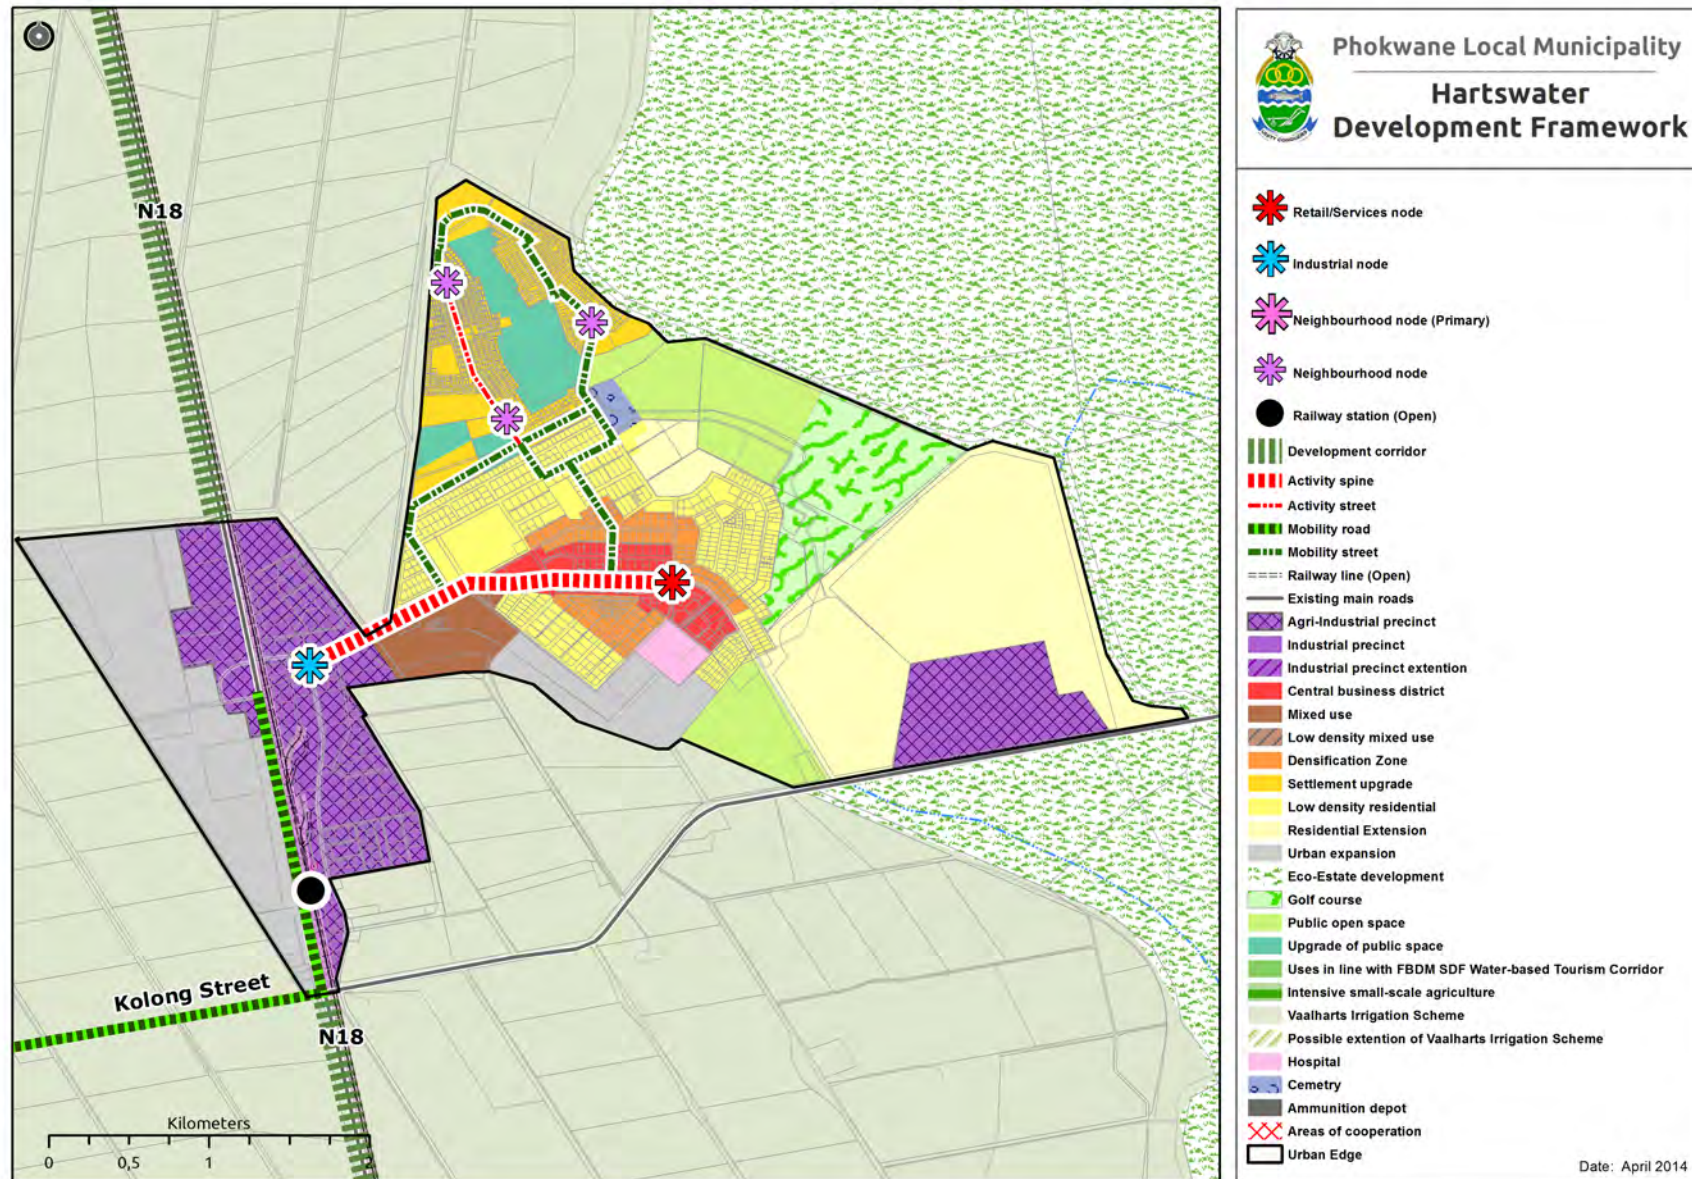 N18
N18
Kolong Street
Kilometers
0 0,5 1 2
Phokwane Local Municipality
Hartswater
Development Framework
Retail/Services node
Industrial node
Neighbourhood node (Primary)
Neighbourhood node
Railway station (Open)
Development corridor
Activity spine
Activity street
Mobility road
Mobility street
Railway line (Open)
Existing main roads
Agri-Industrial precinct
Industrial precinct
Industrial precinct extention
Central business district
Mixed use
Low density mixed use
Densification Zone
Settlement upgrade
Low density residential
Residential Extension
Urban expansion
Eco-Estate development
Golf course
Public open space
Upgrade of public space
Uses in line with FBDM SDF Water-based Tourism Corridor
Intensive small-scale agriculture
Vaalharts Irrigation Scheme
Possible extention of Vaalharts Irrigation Scheme
Hospital
Cemetry
Ammunition depot
Areas of cooperation
Urban Edge
Date: April 2014